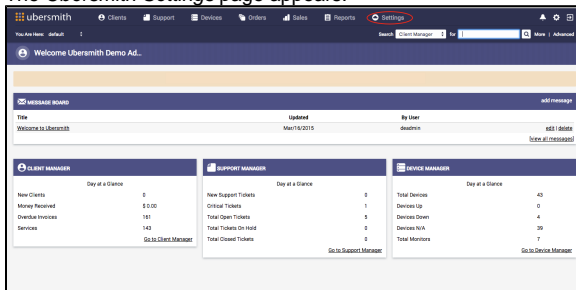 The Ubersmith Settings page appears.
ubersmith Clients Support Devices Orders Sales Reports Settings
You Are Here: default Search Client Manager for More | Advanced
Welcome Ubersmith Demo Ad...
MESSAGE BOARD add message
Title Updated By User
Welcome to Ubersmith Mar/16/2015 deadmin edit | delete
[view all messages]
CLIENT MANAGER
Day at a Glance
New Clients 0
Money Received $ 0.00
Overdue Invoices 161
Services 143
Go to Client Manager
SUPPORT MANAGER
Day at a Glance
New Support Tickets 0
Critical Tickets 1
Total Open Tickets 5
Total Tickets On Hold 0
Total Closed Tickets 0
Go to Support Manager
DEVICE MANAGER
Day at a Glance
Total Devices 43
Devices Up 0
Devices Down 4
Devices N/A 39
Total Monitors 7
Go to Device Manager